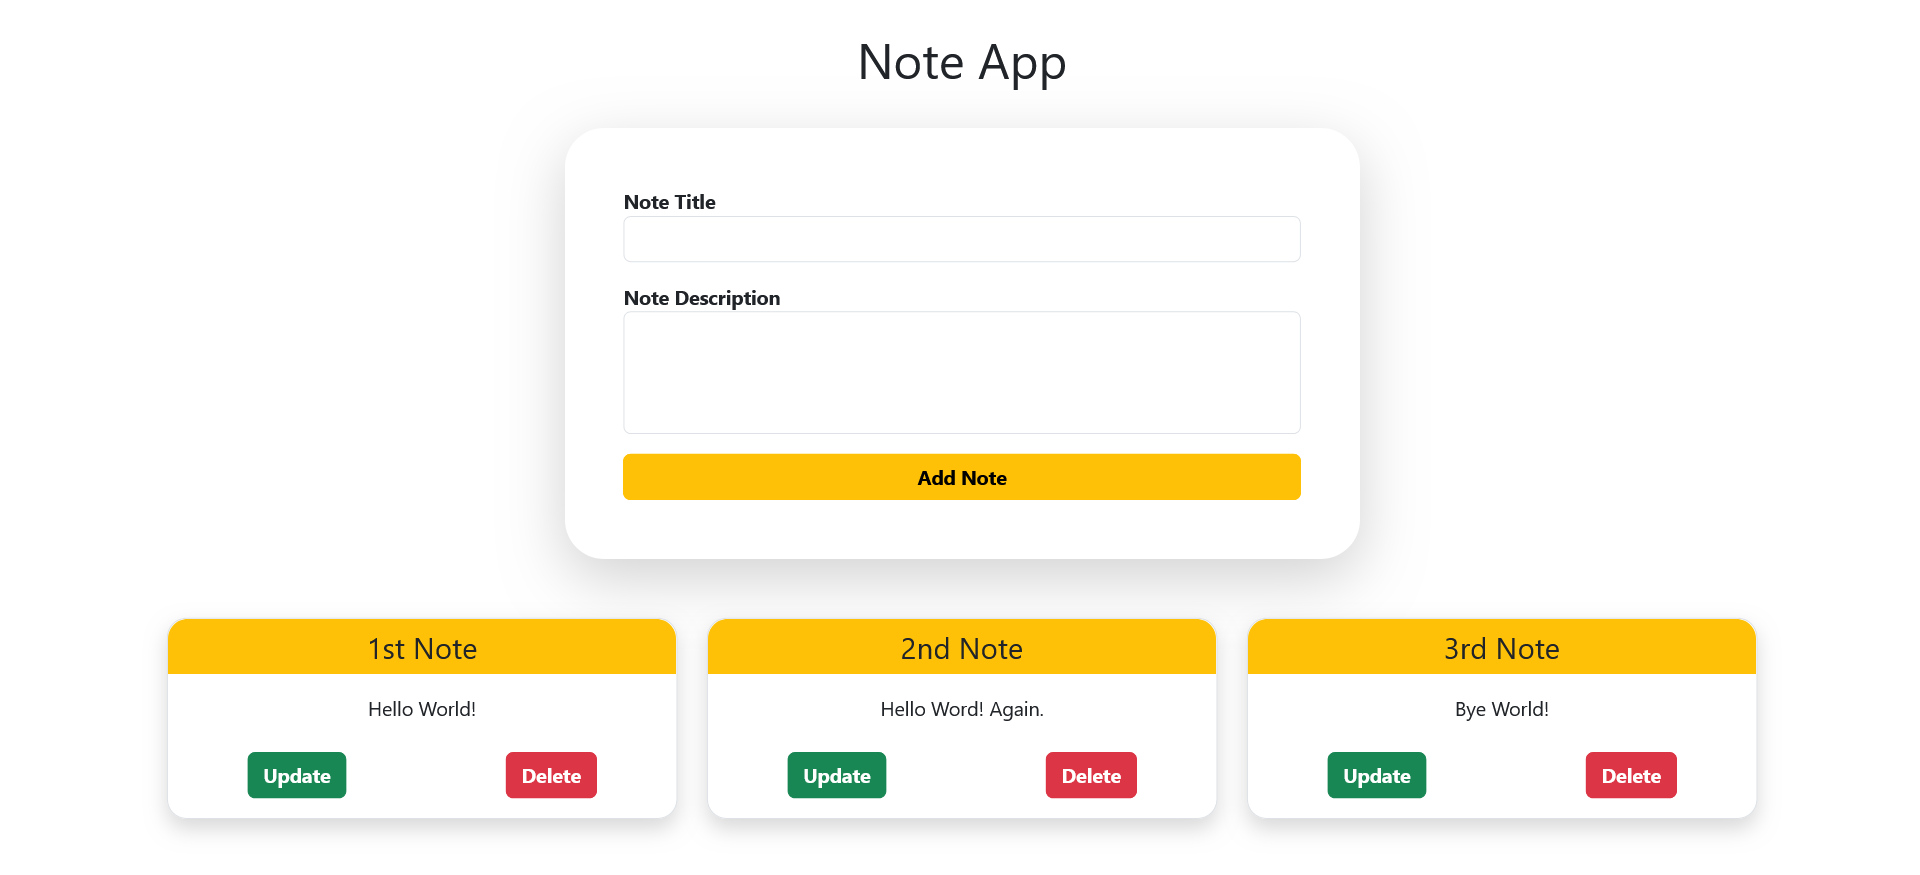 Note App
Note Title
Note Description
Add Note
1st Note
Hello World!
Update
Delete
2nd Note
Hello Word! Again.
Update
Delete
3rd Note
Bye World!
Update
Delete